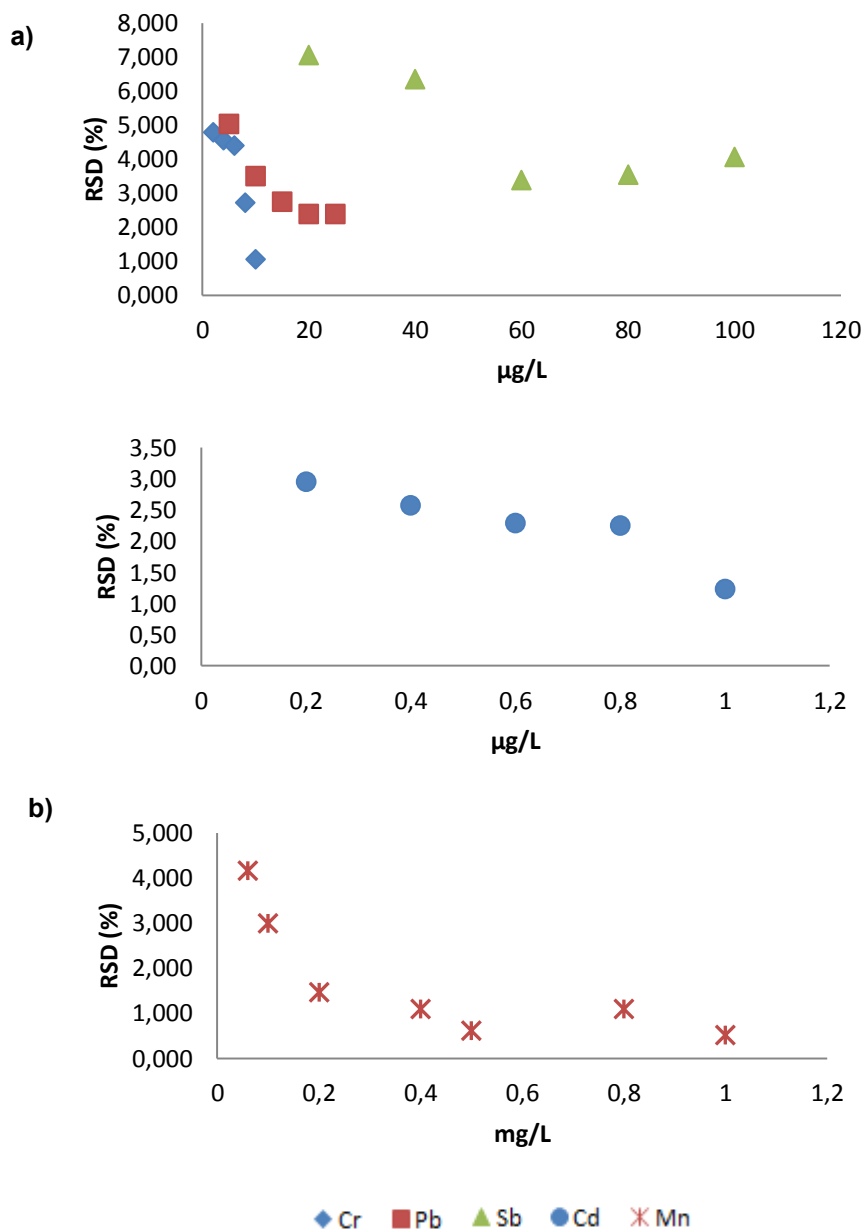 a)
8,000
7,000
6,000
5,000
4,000
3,000
2,000
1,000
0,000
RSD (%)
0 20 40 60 80 100 120
µg/L
3,50
3,00
2,50
2,00
1,50
1,00
0,50
0,00
RSD (%)
0 0,2 0,4 0,6 0,8 1 1,2
µg/L
b)
5,000
4,000
3,000
2,000
1,000
0,000
RSD (%)
0 0,2 0,4 0,6 0,8 1 1,2
mg/L
Cr Pb Sb Cd Mn